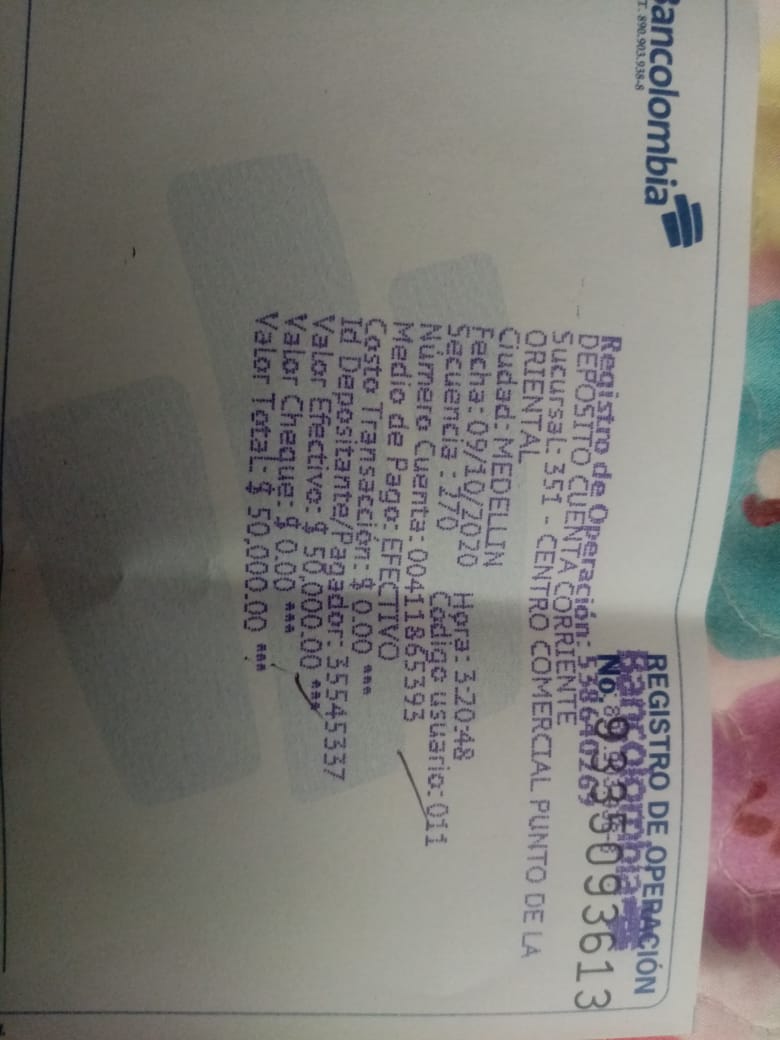 Bancolombia
T. 890.903.938-8
REGISTRO DE OPERACIÓN
No. 9335093613
Bancolombia
Registro de Operación: 538640269
DEPOSITO CUENTA CORRIENTE
Sucursal: 351 - CENTRO COMERCIAL PUNTO DE LA
ORIENTAL
Ciudad: MEDELLIN
Fecha: 09/10/2020 Hora: 3:20:48
Secuencia : 170 Código usuario: 011
Número Cuenta: 00411865393
Medio de Pago: EFECTIVO
Costo Transacción: $ 0.00 ***
Id Depositante/Pagador: 35545337
Valor Efectivo: $ 50,000.00 ***
Valor Cheque: $ 0.00 ***
Valor Total: $ 50,000.00 ***